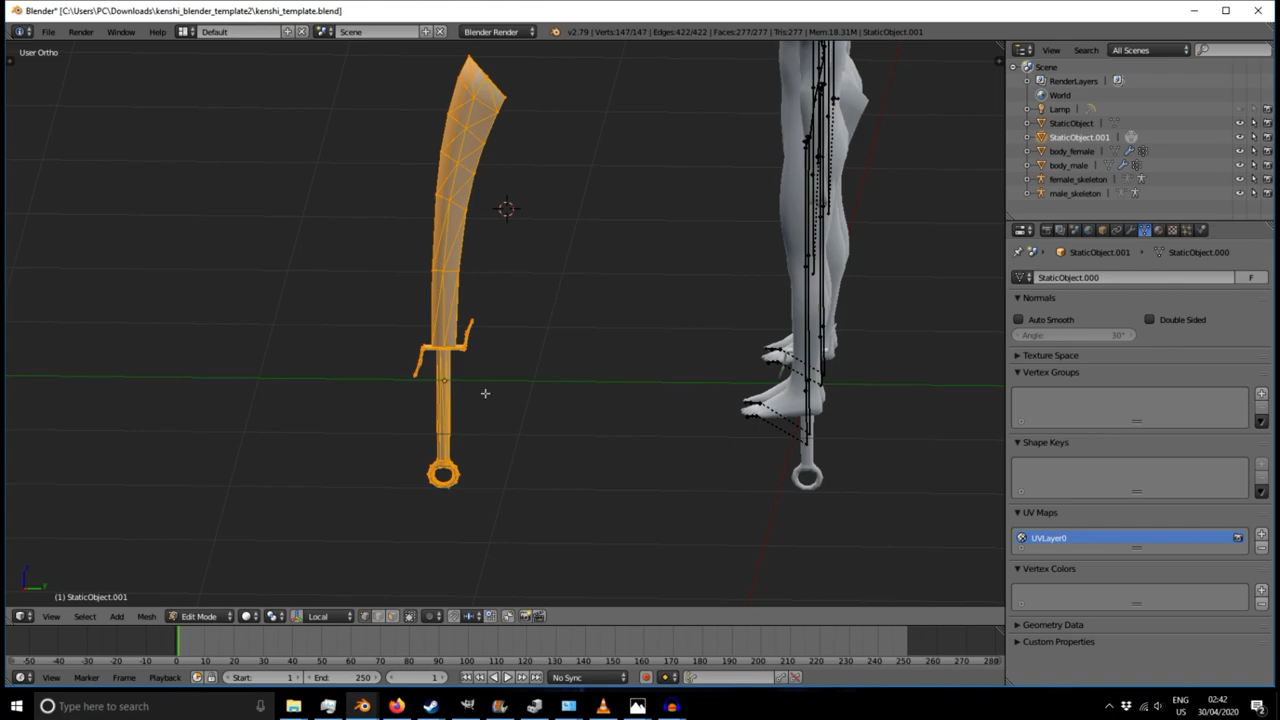 Blender* [C:\Users\PC\Downloads\kenshi_blender_template2\kenshi_template.blend]
File Render Window Help Default Scene Blender Render v2.79 | Verts:147/147 | Edges:422/422 | Faces:277/277 | Tris:277 | Mem:18.31M | StaticObject.001
User Ortho
View Search All Scenes
Scene
RenderLayers
World
Lamp
StaticObject
StaticObject.001
body_female
body_male
female_skeleton
male_skeleton
StaticObject.001 StaticObject.000
StaticObject.000 F
Normals
Auto Smooth Double Sided
Angle: 30°
Texture Space
Vertex Groups
Shape Keys
UV Maps
UVLayer0
Vertex Colors
Geometry Data
Custom Properties
(1) StaticObject.001
View Select Add Mesh Edit Mode Local
-50 -40 -30 -20 -10 0 10 20 30 40 50 60 70 80 90 100 110 120 130 140 150 160 170 180 190 200 210 220 230 240 250 260 270 280
View Marker Frame Playback Start: 1 End: 250 1 No Sync
Type here to search
ENG 02:42
US 30/04/2020 2